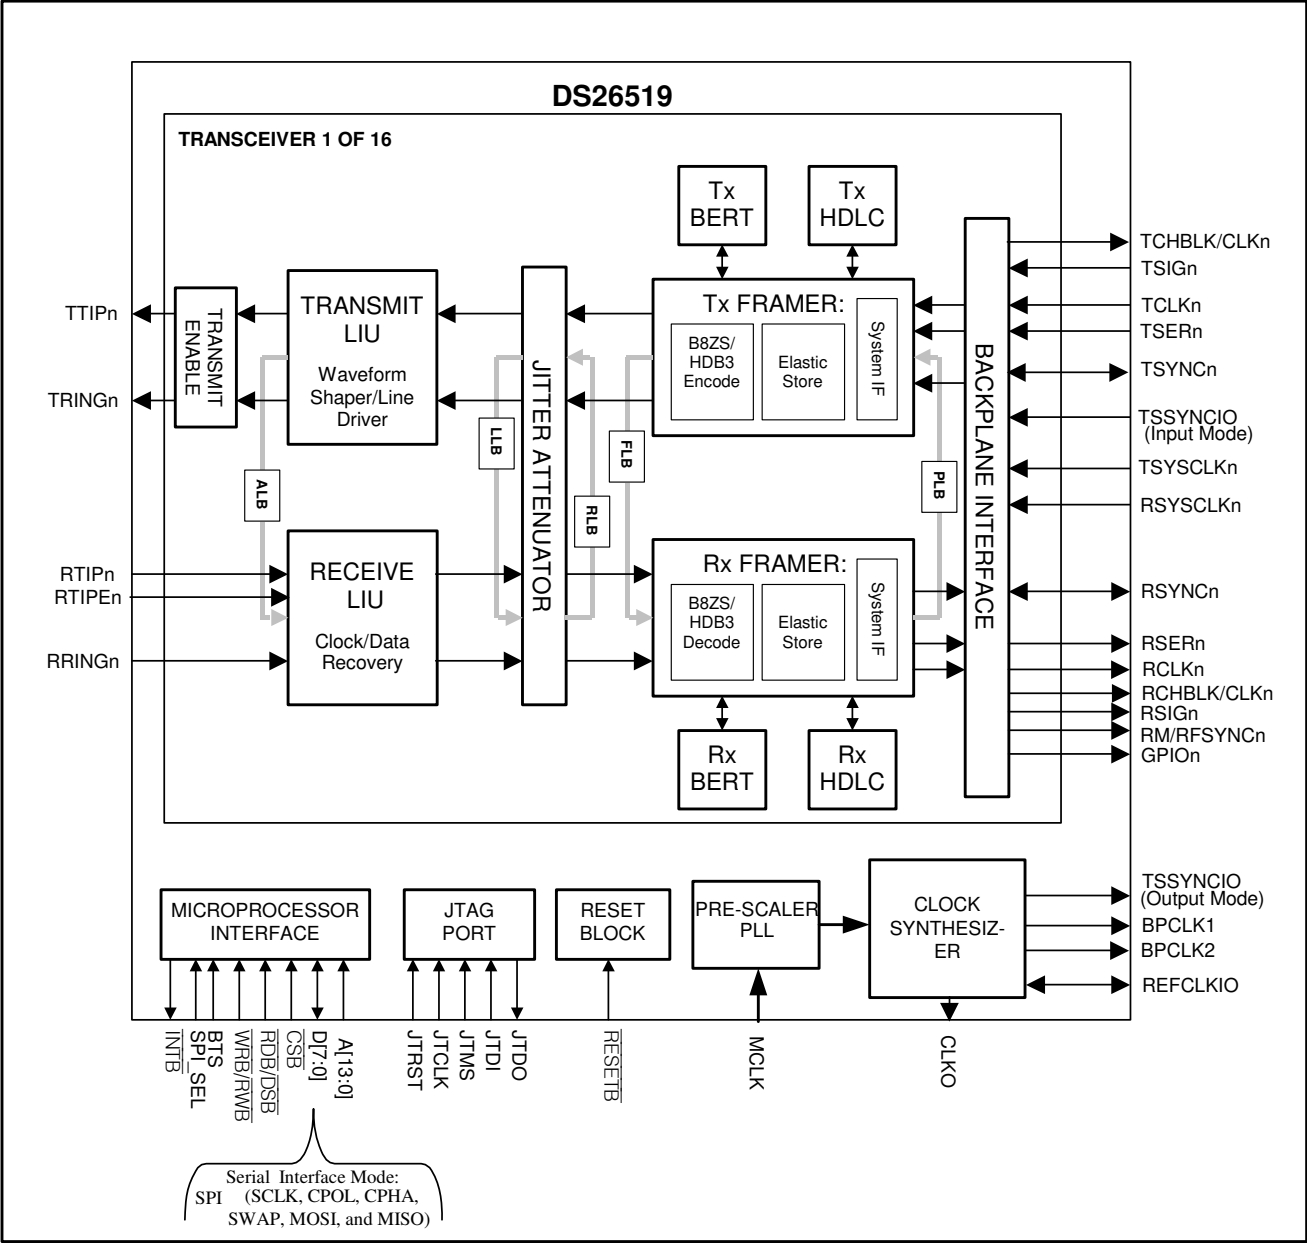 DS26519
TRANSCEIVER 1 OF 16
Tx
BERT
Tx
HDLC
TTIPn
TRINGn
TRANSMIT
ENABLE
TRANSMIT
LIU
Waveform
Shaper/Line
Driver
JITTER ATTENUATOR
Tx FRAMER:
B8ZS/
HDB3
Encode
Elastic
Store
System IF
BACKPLANE INTERFACE
TCHBLK/CLKn
TSIGn
TCLKn
TSERn
TSYNCn
TSSYNCIO
(Input Mode)
TSYSCLKn
RSYSCLKn
ALB
LLB
RLB
FLB
PLB
RTIPn
RTIPEn
RRINGn
RECEIVE
LIU
Clock/Data
Recovery
Rx FRAMER:
B8ZS/
HDB3
Decode
Elastic
Store
System IF
RSYNCn
RSERn
RCLKn
RCHBLK/CLKn
RSIGn
RM/RFSYNCn
GPIOn
Rx
BERT
Rx
HDLC
MICROPROCESSOR
INTERFACE
JTAG
PORT
RESET
BLOCK
PRE-SCALER
PLL
CLOCK
SYNTHESIZ-
ER
TSSYNCIO
(Output Mode)
BPCLK1
BPCLK2
REFCLKIO
INTB
SPI_SEL
BTS
WRB/RWB
RDB/DSB
CSB
D[7:0]
A[13:0]
JTRST
JTCLK
JTMS
JTDI
JTDO
RESETB
MCLK
CLKO
Serial Interface Mode:
SPI (SCLK, CPOL, CPHA,
SWAP, MOSI, and MISO)